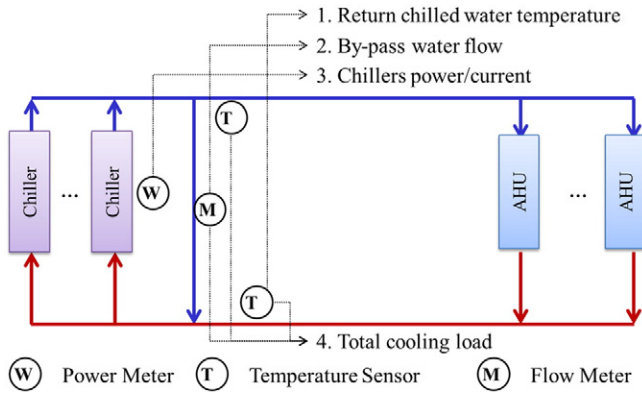 1. Return chilled water temperature
2. By-pass water flow
3. Chillers power/current
T
Chiller
...
Chiller
W
M
AHU
...
AHU
T
4. Total cooling load
W Power Meter T Temperature Sensor M Flow Meter